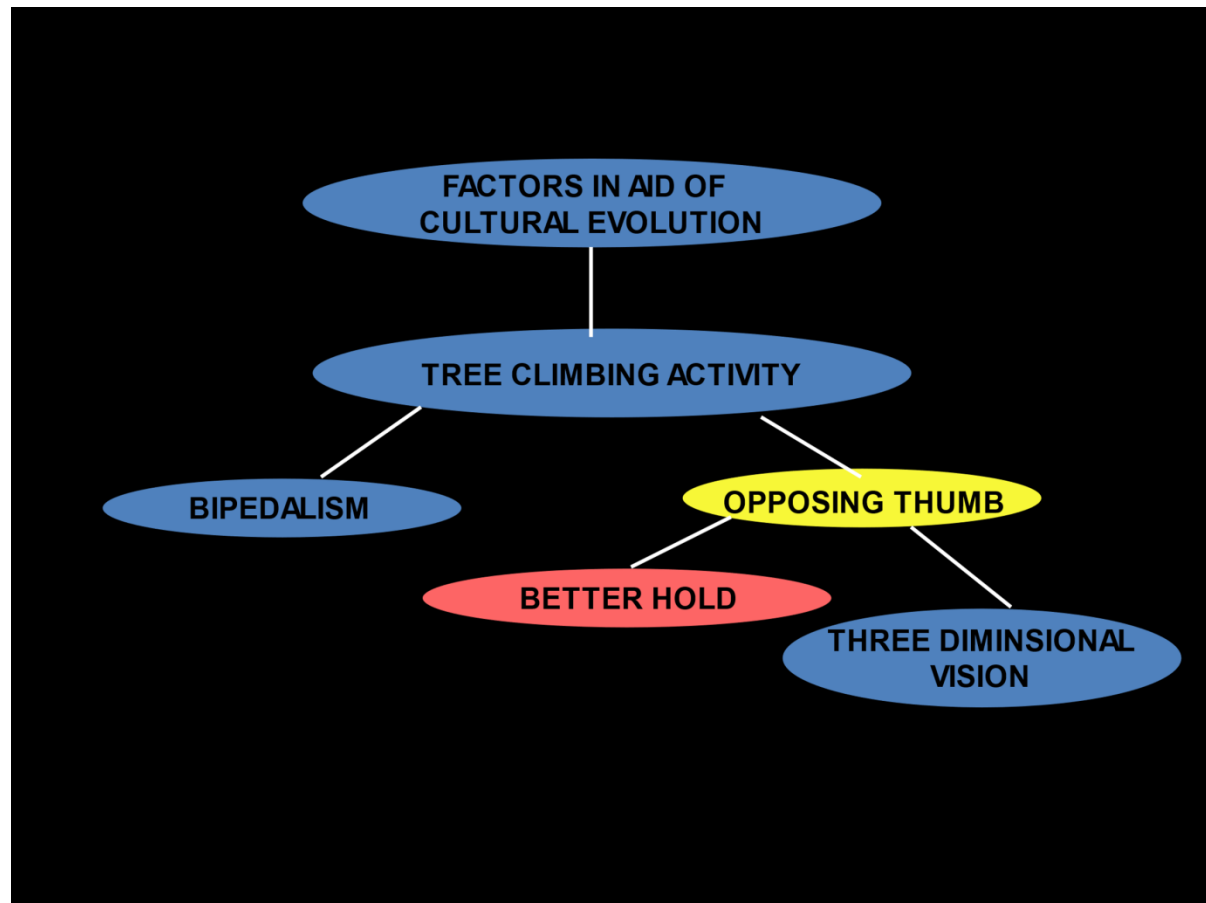 FACTORS IN AID OF
CULTURAL EVOLUTION
TREE CLIMBING ACTIVITY
BIPEDALISM
OPPOSING THUMB
BETTER HOLD
THREE DIMINSIONAL
VISION